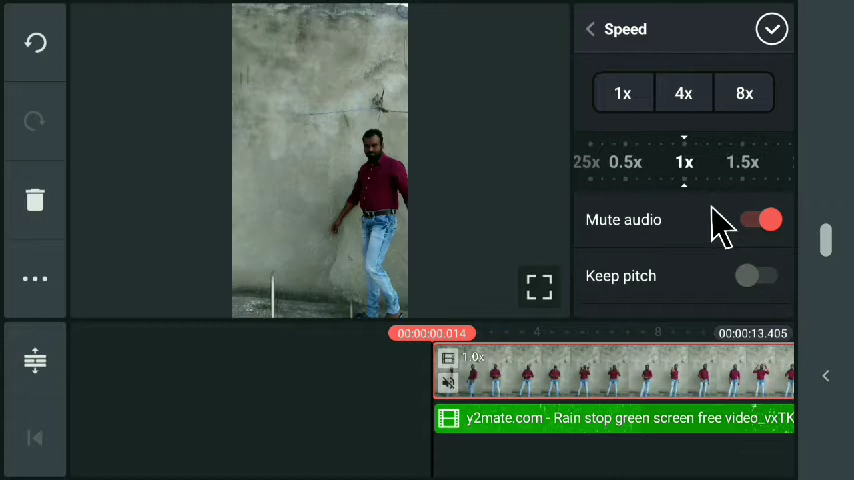 Speed
1x 4x 8x
25x 0.5x 1x 1.5x
Mute audio
Keep pitch
00:00:00.014 4 8 00:00:13.405
1.0x
y2mate.com - Rain stop green screen free video_vxTK